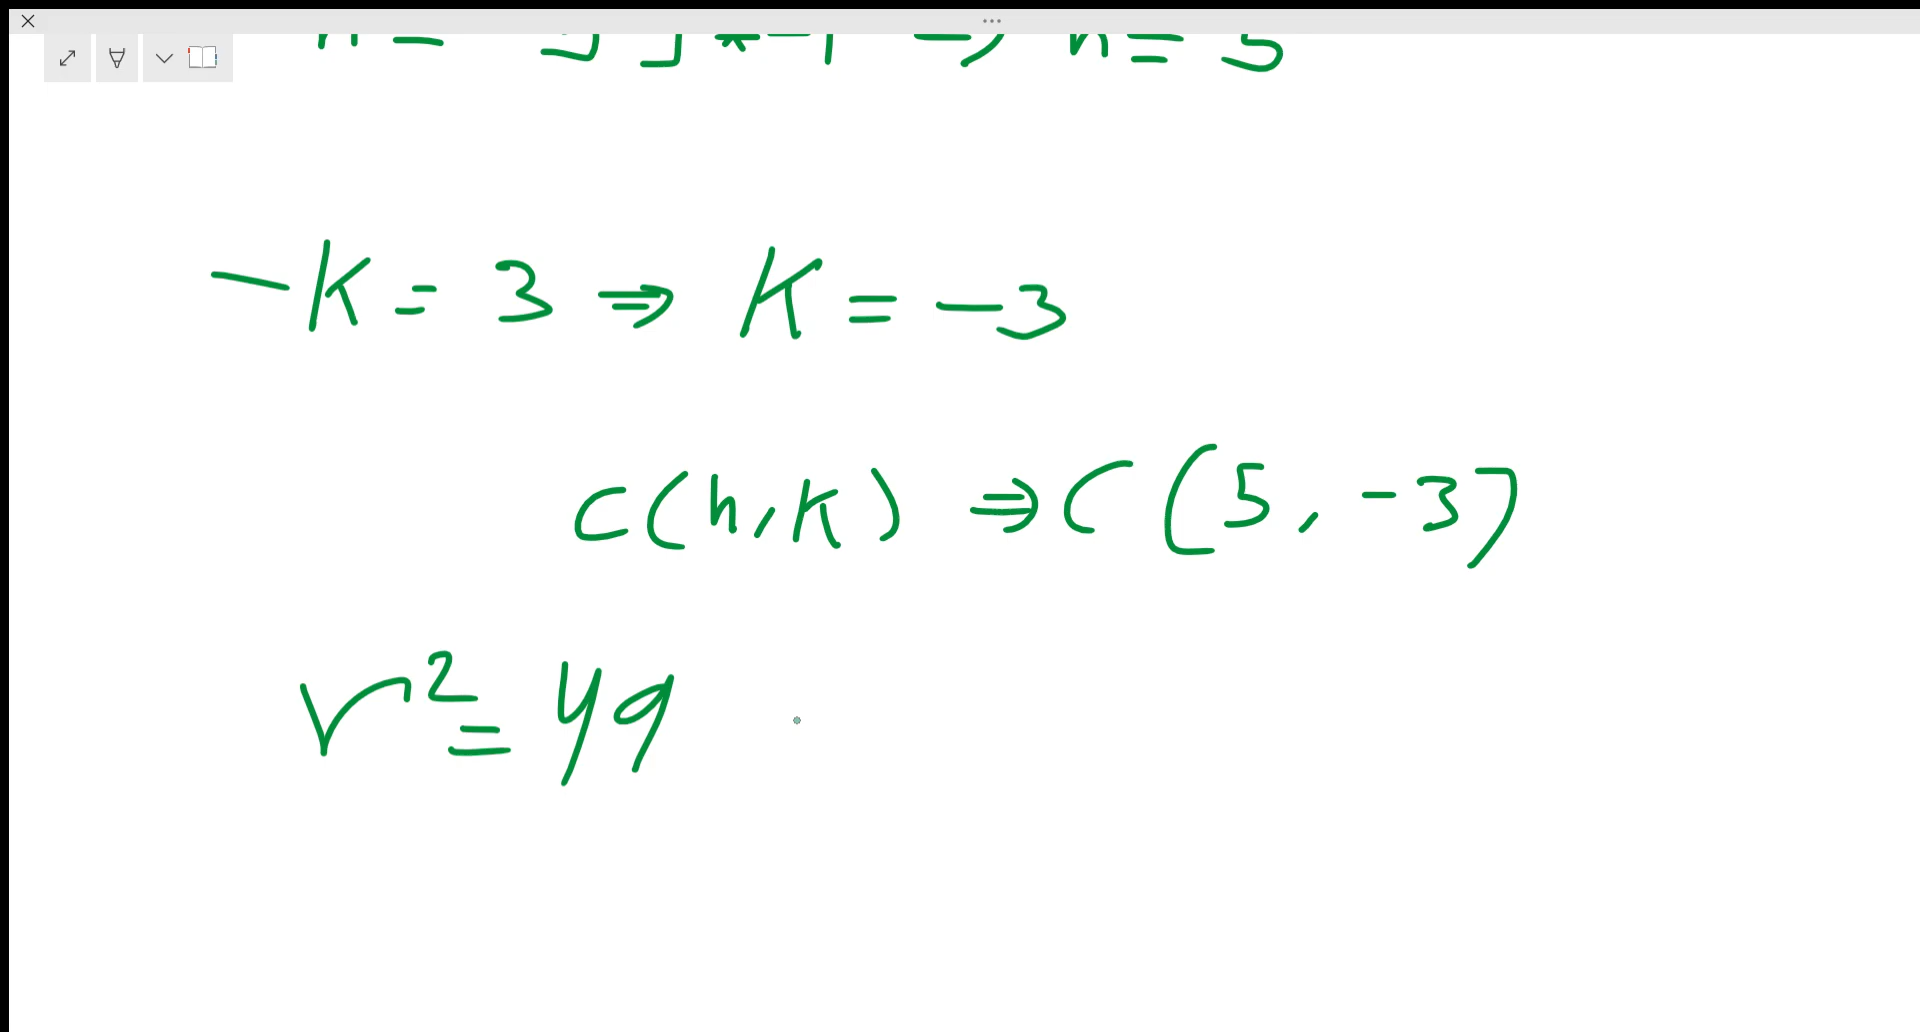 -K = 3 ⇒ K = -3
C(h,K) ⇒ C(5, -3)
r² = 49